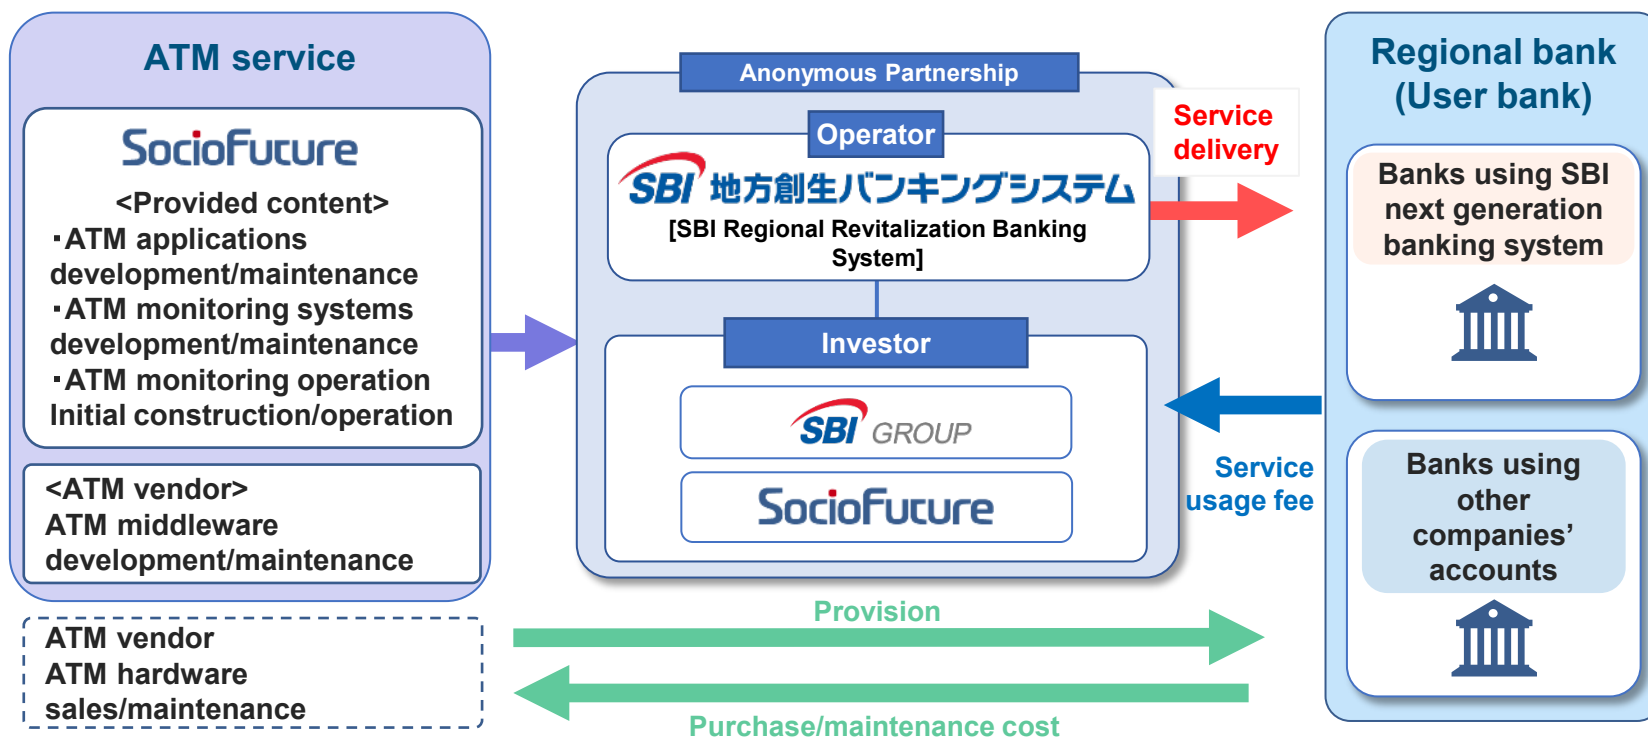 ATM service
SocioFuture
<Provided content>
・ATM applications
development/maintenance
・ATM monitoring systems
development/maintenance
・ATM monitoring operation
Initial construction/operation
<ATM vendor>
ATM middleware
development/maintenance
ATM vendor
ATM hardware
sales/maintenance
Anonymous Partnership
Operator
SBI 地方創生バンキングシステム
[SBI Regional Revitalization Banking
System]
Investor
SBI GROUP
SocioFuture
Service
delivery
Service
usage fee
Provision
Purchase/maintenance cost
Regional bank
(User bank)
Banks using SBI
next generation
banking system
Banks using
other
companies’
accounts